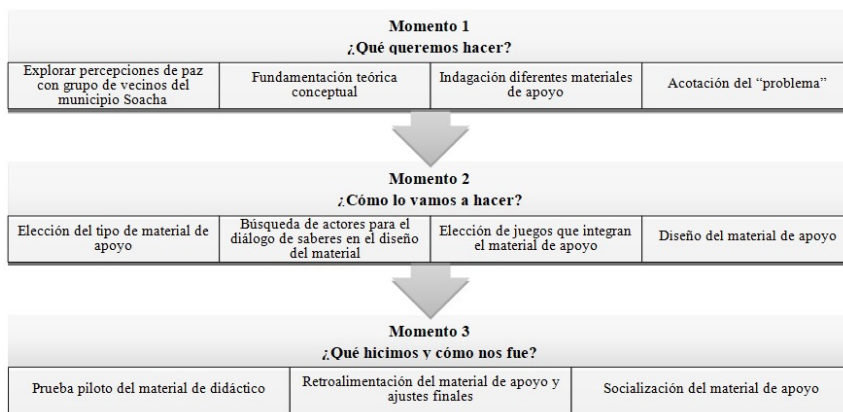 Momento 1
¿Qué queremos hacer?
Explorar percepciones de paz
con grupo de vecinos del
municipio Soacha
Fundamentación teórica
conceptual
Indagación diferentes materiales
de apoyo
Acotación del “problema”
Momento 2
¿Cómo lo vamos a hacer?
Elección del tipo de material de
apoyo
Búsqueda de actores para el
diálogo de saberes en el diseño
del material
Elección de juegos que integran
el material de apoyo
Diseño del material de apoyo
Momento 3
¿Qué hicimos y cómo nos fue?
Prueba piloto del material de didáctico
Retroalimentación del material de apoyo y
ajustes finales
Socialización del material de apoyo